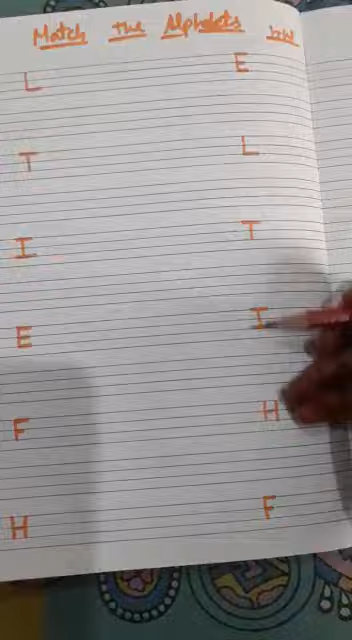 Match The Alphabets
L E
T L
I T
E I
F H
H F